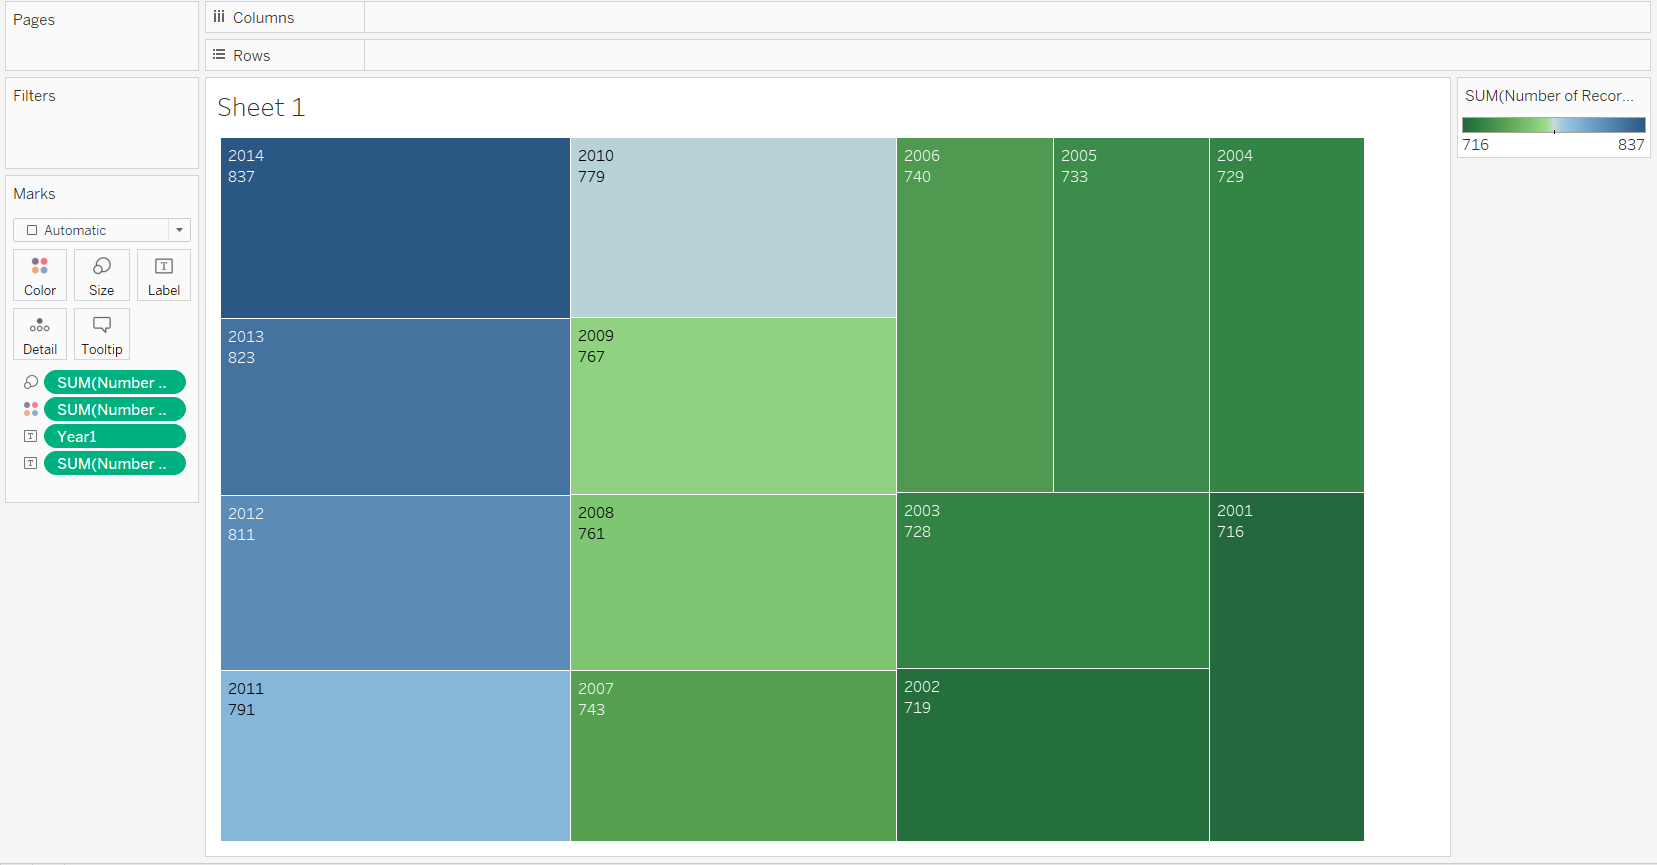 Pages
Columns
Rows
Filters
Marks
Automatic
Color
Size
Label
Detail
Tooltip
SUM(Number ..
SUM(Number ..
Year1
SUM(Number ..
Sheet 1
2014
837
2013
823
2012
811
2011
791
2010
779
2009
767
2008
761
2007
743
2006
740
2005
733
2004
729
2003
728
2002
719
2001
716
SUM(Number of Recor...
716 837